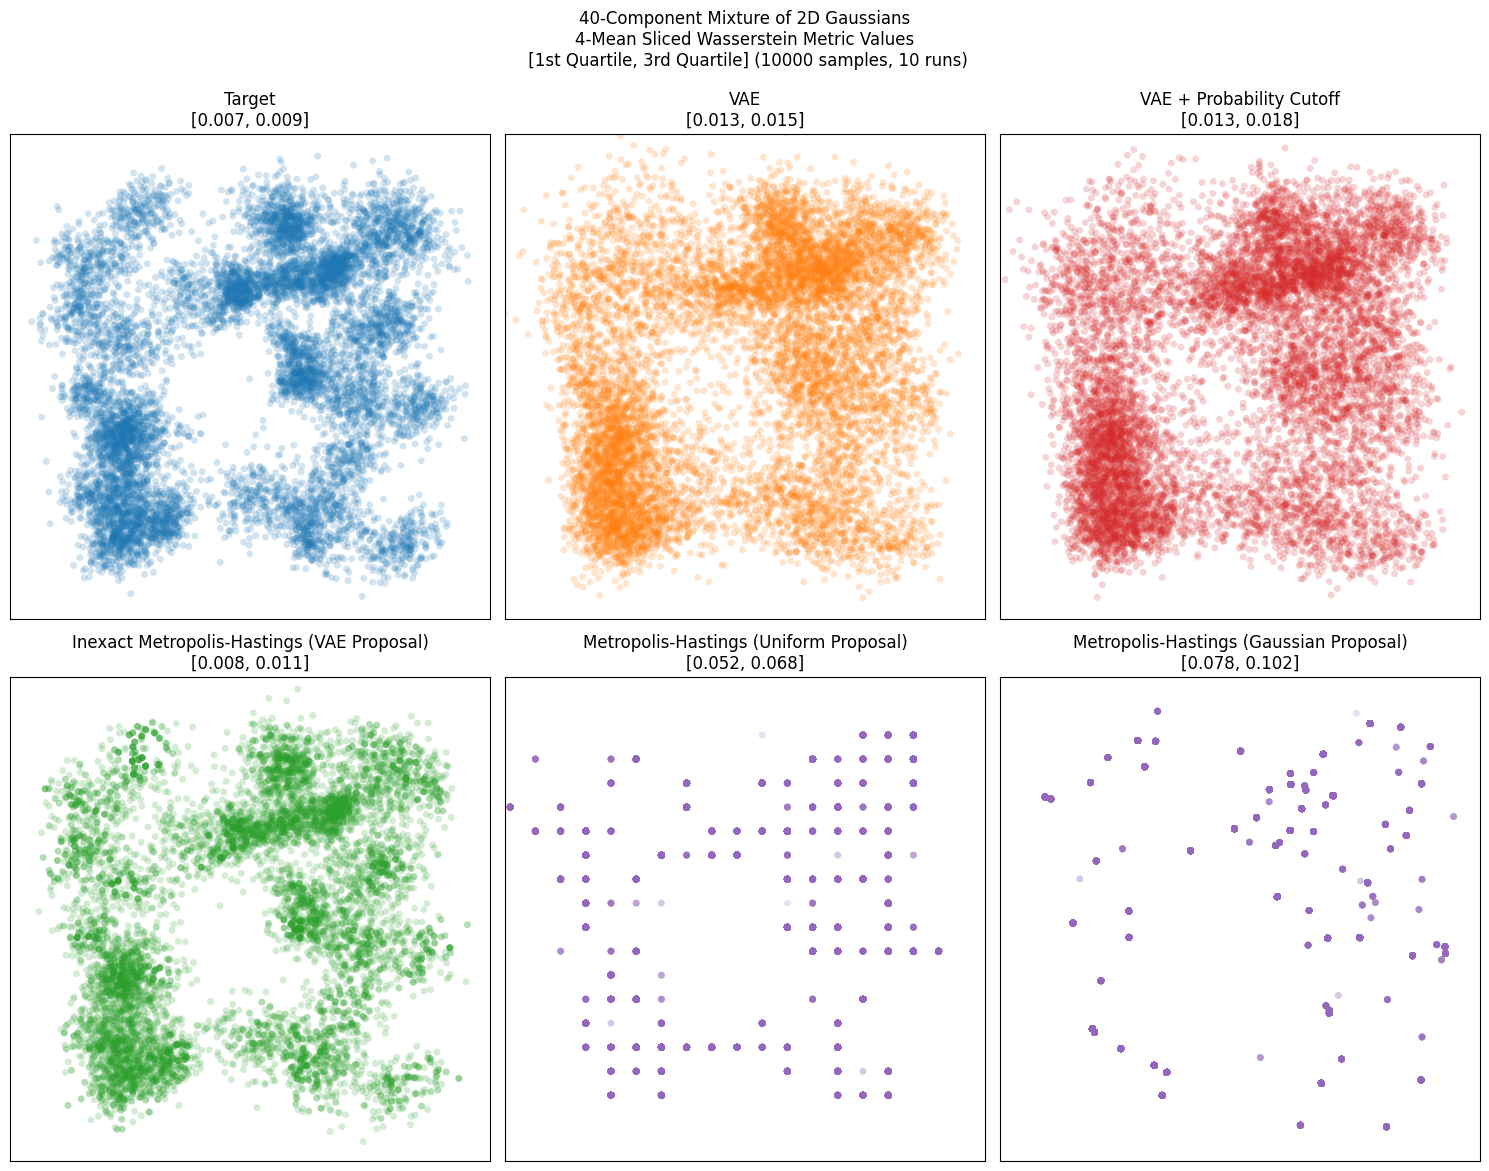 40-Component Mixture of 2D Gaussians
4-Mean Sliced Wasserstein Metric Values
[1st Quartile, 3rd Quartile] (10000 samples, 10 runs)
Target
[0.007, 0.009]
VAE
[0.013, 0.015]
VAE + Probability Cutoff
[0.013, 0.018]
Inexact Metropolis-Hastings (VAE Proposal)
[0.008, 0.011]
Metropolis-Hastings (Uniform Proposal)
[0.052, 0.068]
Metropolis-Hastings (Gaussian Proposal)
[0.078, 0.102]